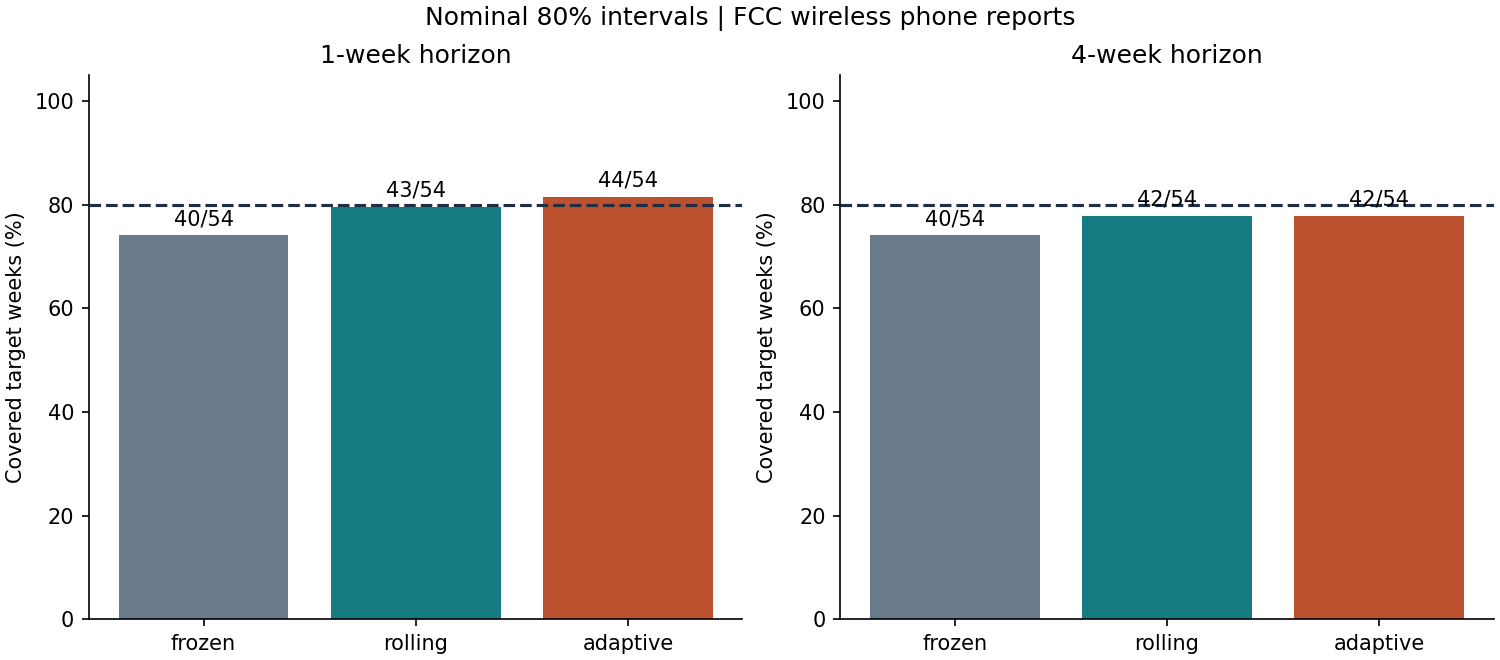 Nominal 80% intervals | FCC wireless phone reports
1-week horizon
Covered target weeks (%)
100
80
60
40
20
0
40/54
43/54
44/54
frozen
rolling
adaptive
4-week horizon
Covered target weeks (%)
100
80
60
40
20
0
40/54
42/54
42/54
frozen
rolling
adaptive